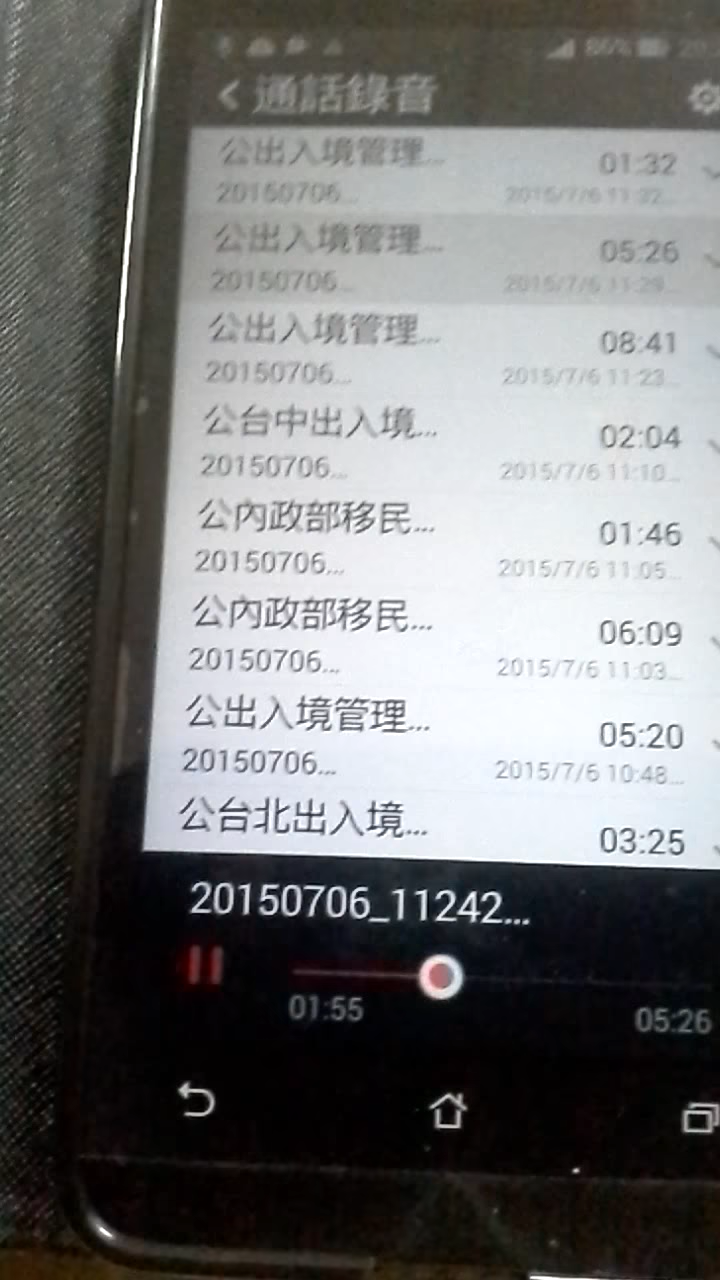 通話錄音
公出入境管理...
01:32
20150706...
2015/7/6 11:32...
公出入境管理...
05:26
20150706...
2015/7/6 11:29...
公出入境管理...
08:41
20150706...
2015/7/6 11:23...
公台中出入境...
02:04
20150706...
2015/7/6 11:10...
公內政部移民...
01:46
20150706...
2015/7/6 11:05...
公內政部移民...
06:09
20150706...
2015/7/6 11:03...
公出入境管理...
05:20
20150706...
2015/7/6 10:48...
公台北出入境...
03:25
20150706_11242...
01:55
05:26